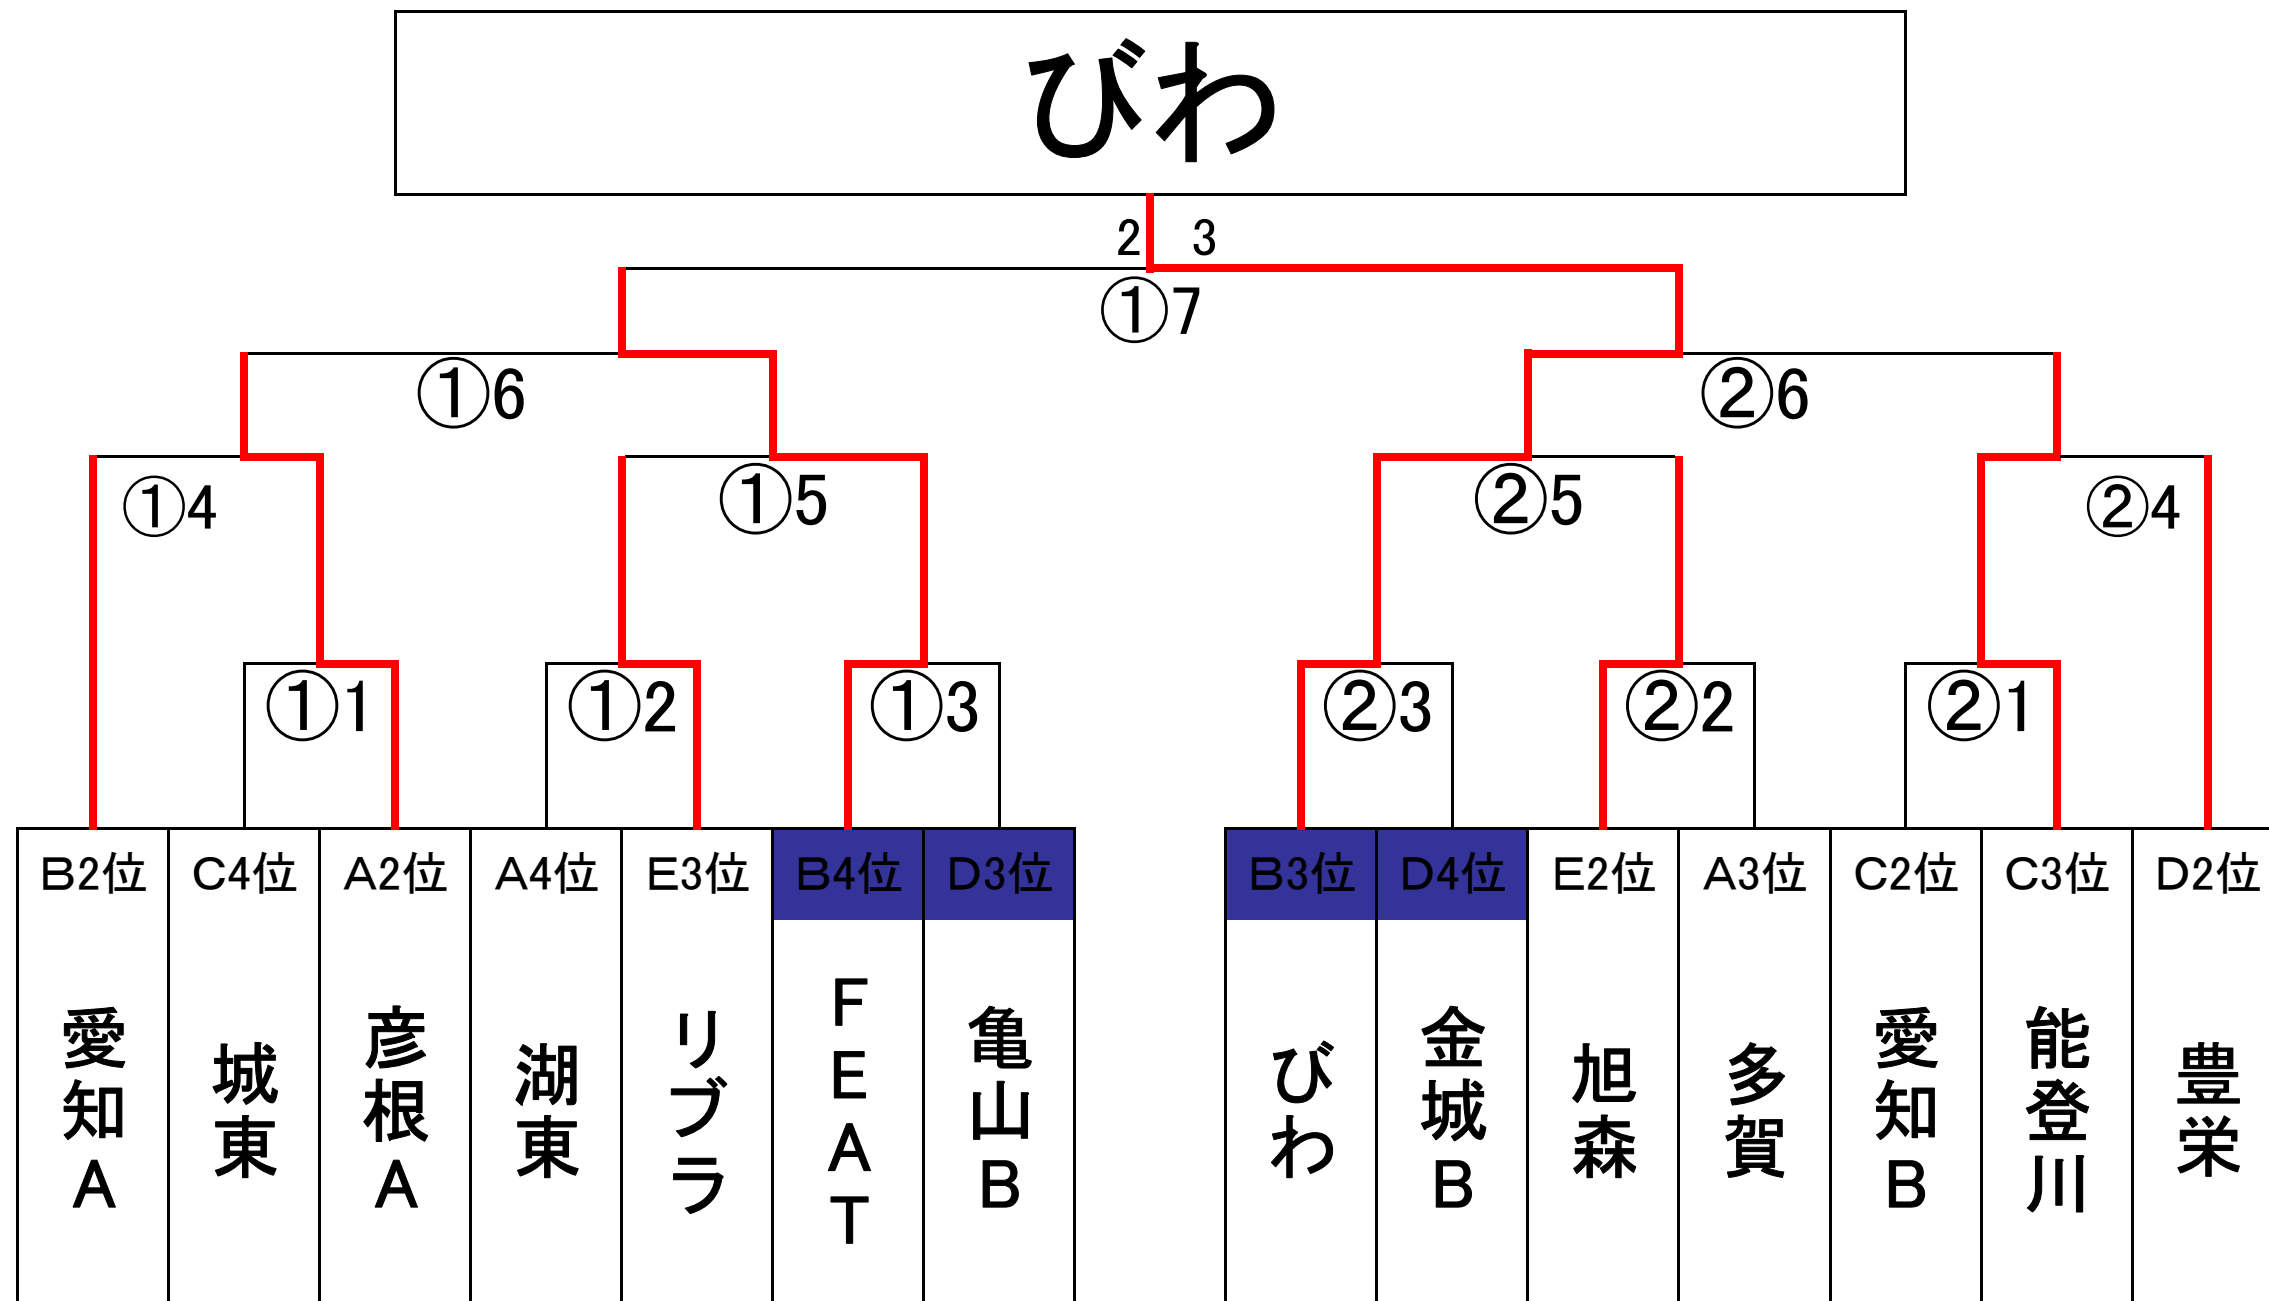 びわ
2 3
①7
①6 ②6
①4 ①5 ②5 ②4
①1 ①2 ①3 ②3 ②2 ②1
B2位 C4位 A2位 A4位 E3位 B4位 D3位 B3位 D4位 E2位 A3位 C2位 C3位 D2位
愛知A
城東
彦根A
湖東
リブラ
FEAT
亀山B
びわ
金城B
旭森
多賀
愛知B
能登川
豊栄